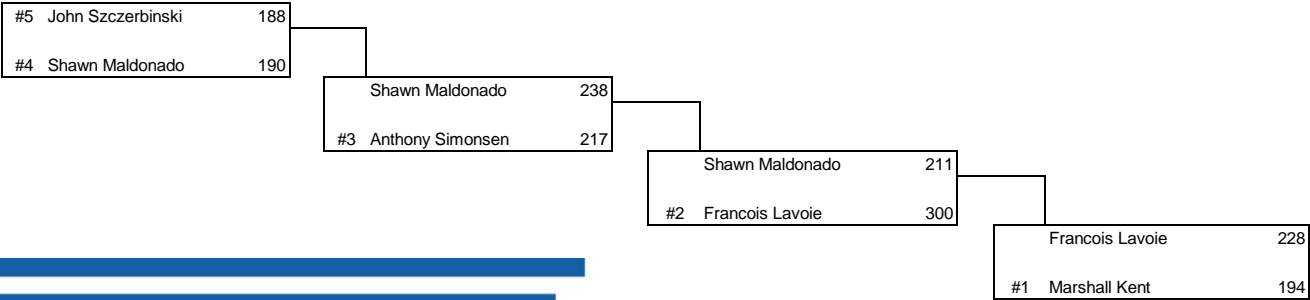 #5 John Szczerbinski 188
#4 Shawn Maldonado 190
Shawn Maldonado 238
#3 Anthony Simonsen 217
Shawn Maldonado 211
#2 Francois Lavoie 300
Francois Lavoie 228
#1 Marshall Kent 194